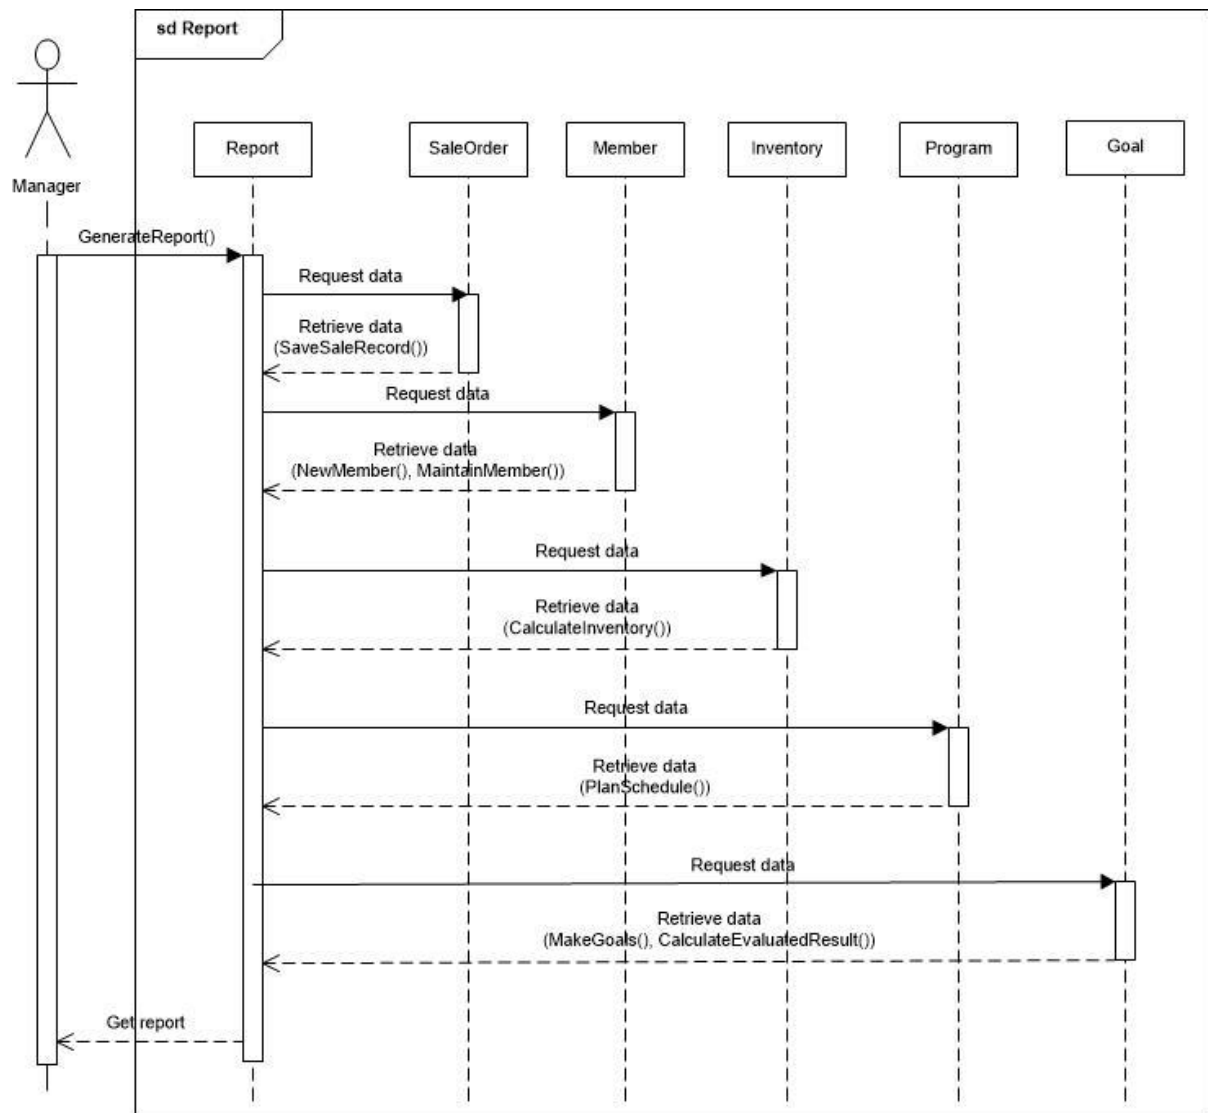 sd Report
Manager
Report
SaleOrder
Member
Inventory
Program
Goal
GenerateReport()
Request data
Retrieve data
(SaveSaleRecord())
Request data
Retrieve data
(NewMember(), MaintainMember())
Request data
Retrieve data
(CalculateInventory())
Request data
Retrieve data
(PlanSchedule())
Request data
Retrieve data
(MakeGoals(), CalculateEvaluatedResult())
Get report